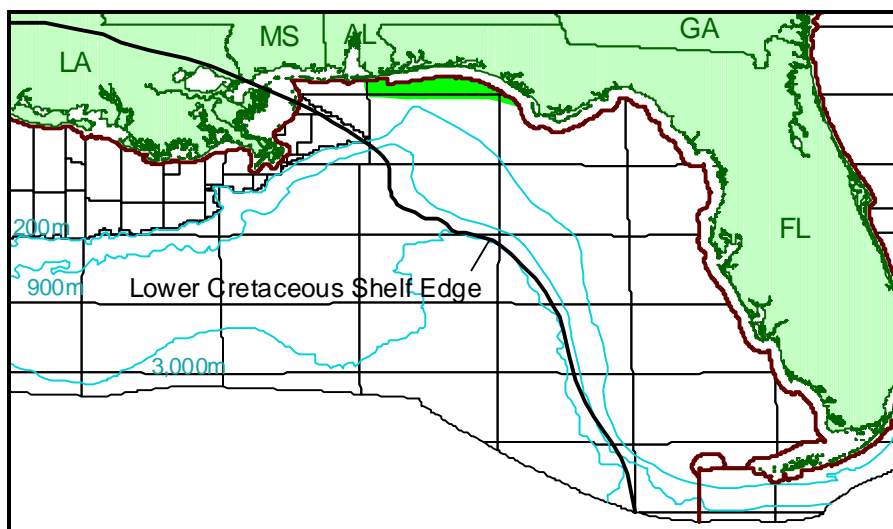 GA
MS
AL
LA
FL
200m
900m
Lower Cretaceous Shelf Edge
3,000m